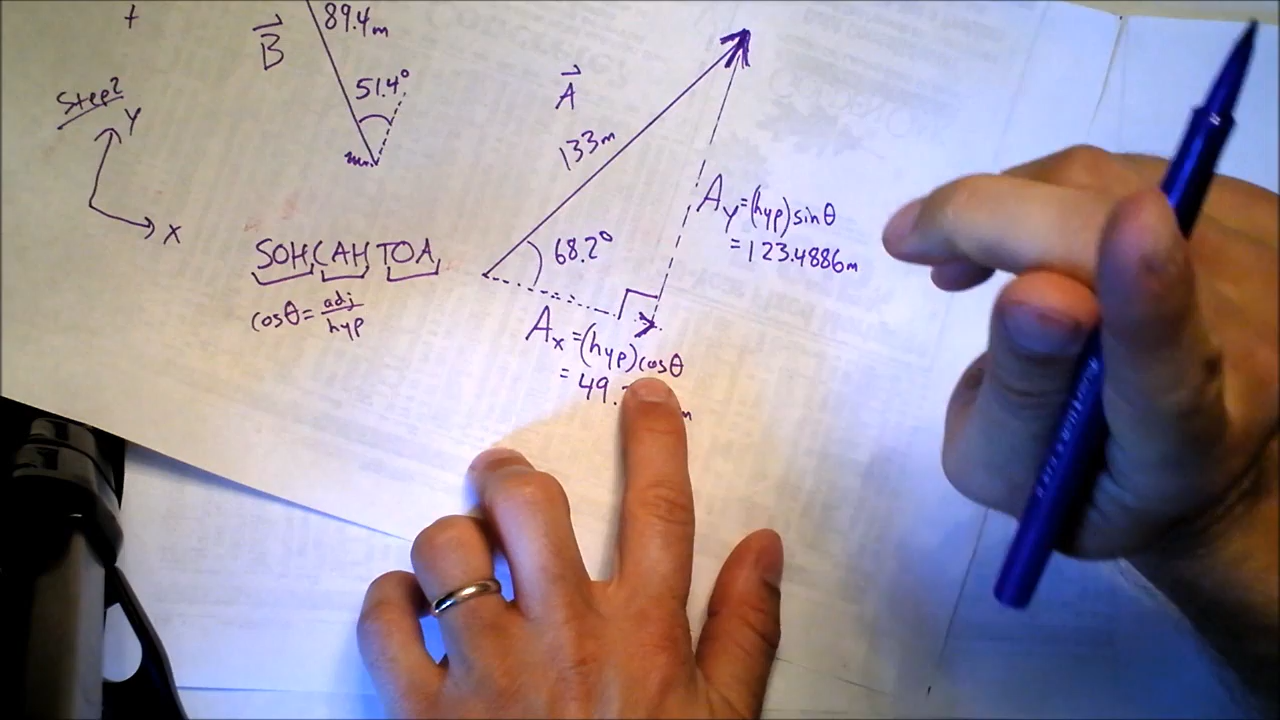 +
B
89.4m
51.4°
Step 2
Y
X
SOH CAH TOA
cosθ = adj/hyp
A
133m
68.2°
Ay = (hyp) sinθ
= 123.4886m
Ax = (hyp) cosθ
= 49.
m